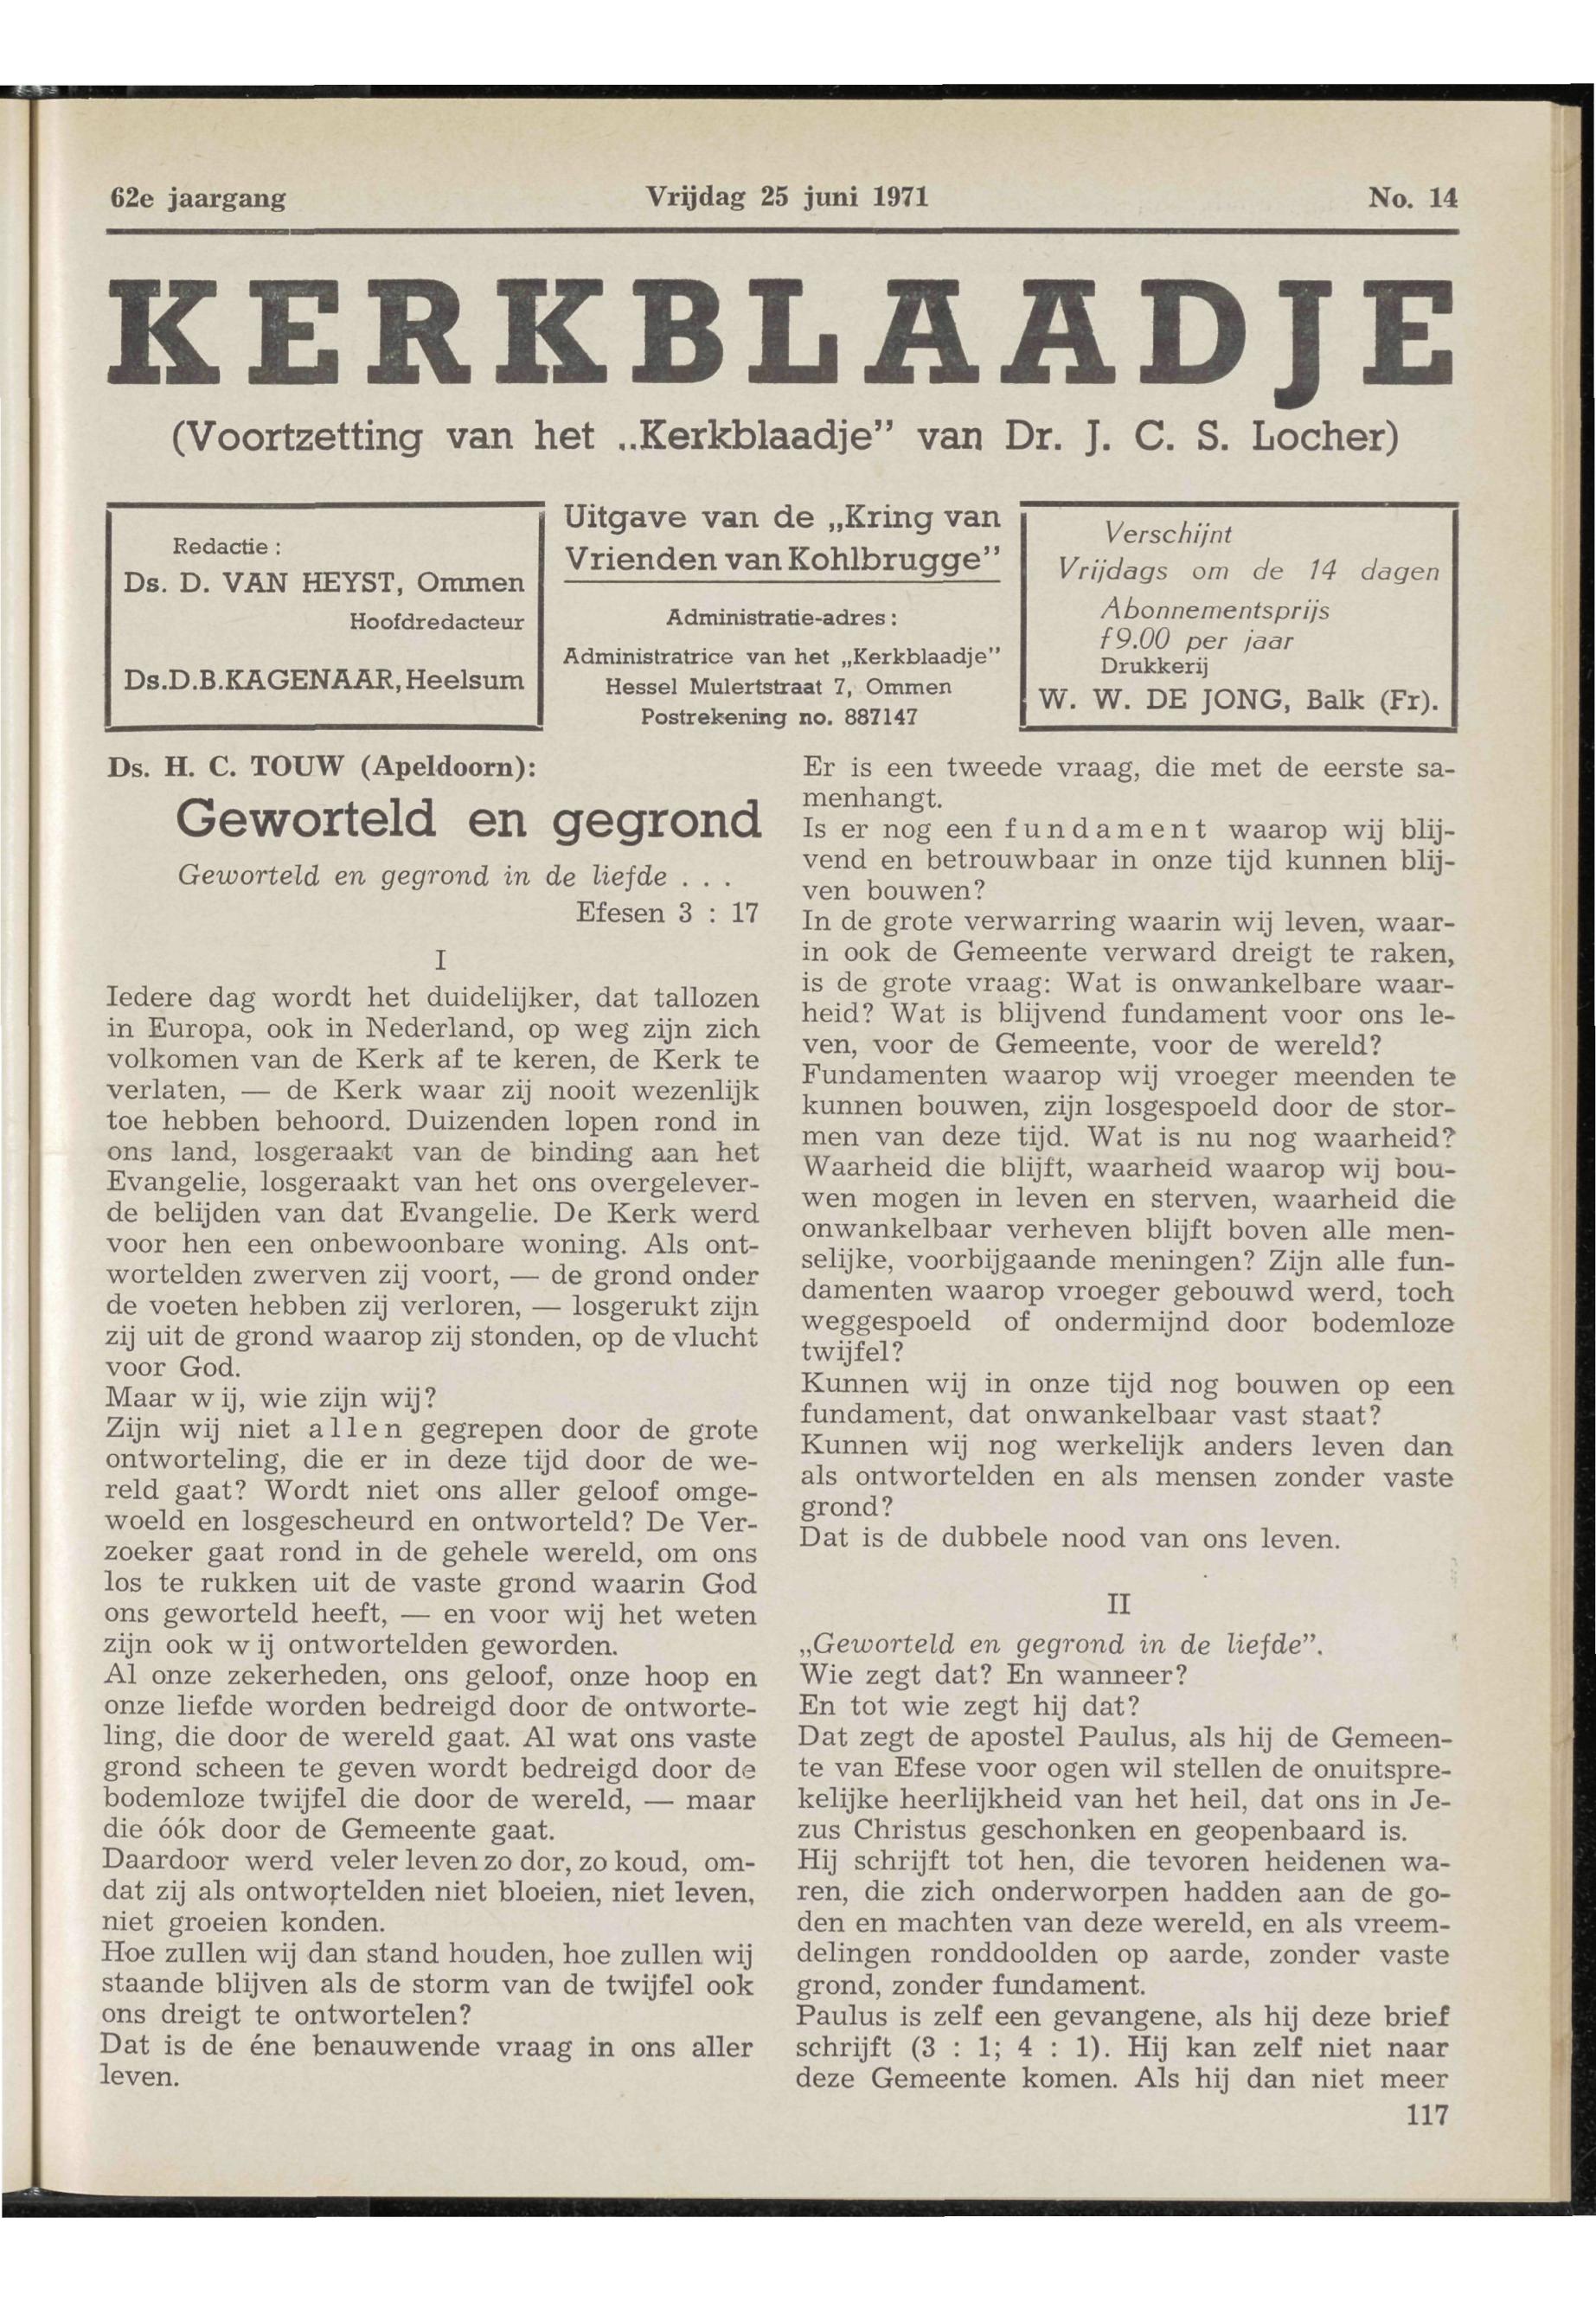 62e jaargang Vrijdag 25 juni 1971 No. 14
KERKBLAADJE
(Voortzetting van het „Kerkblaadje” van Dr. J. C. S. Locher)
Redactie :
Ds. D. VAN HEYST, Ommen
Hoofdredacteur
Ds.D.B.KAGENAAR, Heelsum
Uitgave van de „Kring van
Vrienden van Kohlbrugge”
Administratie-adres :
Administratrice van het „Kerkblaadje”
Hessel Mulertstraat 7, Ommen
Postrekening no. 887147
Verschijnt
Vrijdags om de 14 dagen
Abonnementsprijs
f 9.00 per jaar
Drukkerij
W. W. DE JONG, Balk (Fr).
Ds. H. C. TOUW (Apeldoorn):
Geworteld en gegrond
Geworteld en gegrond in de liefde . . .
Efesen 3 : 17
I
Iedere dag wordt het duidelijker, dat tallozen
in Europa, ook in Nederland, op weg zijn zich
volkomen van de Kerk af te keren, de Kerk te
verlaten, — de Kerk waar zij nooit wezenlijk
toe hebben behoord. Duizenden lopen rond in
ons land, losgeraakt van de binding aan het
Evangelie, losgeraakt van het ons overgelever-
de belijden van dat Evangelie. De Kerk werd
voor hen een onbewoonbare woning. Als ont-
wortelden zwerven zij voort, — de grond onder
de voeten hebben zij verloren, — losgerukt zijn
zij uit de grond waarop zij stonden, op de vlucht
voor God.
Maar w ij, wie zijn wij?
Zijn wij niet a l l e n gegrepen door de grote
ontworteling, die er in deze tijd door de we-
reld gaat? Wordt niet ons aller geloof omge-
woeld en losgescheurd en ontworteld? De Ver-
zoeker gaat rond in de gehele wereld, om ons
los te rukken uit de vaste grond waarin God
ons geworteld heeft, — en voor wij het weten
zijn ook w ij ontwortelden geworden.
Al onze zekerheden, ons geloof, onze hoop en
onze liefde worden bedreigd door de ontworte-
ling, die door de wereld gaat. Al wat ons vaste
grond scheen te geven wordt bedreigd door de
bodemloze twijfel die door de wereld, — maar
die óók door de Gemeente gaat.
Daardoor werd veler leven zo dor, zo koud, om-
dat zij als ontwortelden niet bloeien, niet leven,
niet groeien konden.
Hoe zullen wij dan stand houden, hoe zullen wij
staande blijven als de storm van de twijfel ook
ons dreigt te ontwortelen?
Dat is de éne benauwende vraag in ons aller
leven.
Er is een tweede vraag, die met de eerste sa-
menhangt.
Is er nog een f u n d a m e n t waarop wij blij-
vend en betrouwbaar in onze tijd kunnen blij-
ven bouwen?
In de grote verwarring waarin wij leven, waar-
in ook de Gemeente verward dreigt te raken,
is de grote vraag: Wat is onwankelbare waar-
heid? Wat is blijvend fundament voor ons le-
ven, voor de Gemeente, voor de wereld?
Fundamenten waarop wij vroeger meenden te
kunnen bouwen, zijn losgespoeld door de stor-
men van deze tijd. Wat is nu nog waarheid?
Waarheid die blijft, waarheid waarop wij bou-
wen mogen in leven en sterven, waarheid die
onwankelbaar verheven blijft boven alle men-
selijke, voorbijgaande meningen? Zijn alle fun-
damenten waarop vroeger gebouwd werd, toch
weggespoeld of ondermijnd door bodemloze
twijfel?
Kunnen wij in onze tijd nog bouwen op een
fundament, dat onwankelbaar vast staat?
Kunnen wij nog werkelijk anders leven dan
als ontwortelden en als mensen zonder vaste
grond?
Dat is de dubbele nood van ons leven.
II
„Geworteld en gegrond in de liefde”.
Wie zegt dat? En wanneer?
En tot wie zegt hij dat?
Dat zegt de apostel Paulus, als hij de Gemeen-
te van Efese voor ogen wil stellen de onuitspre-
kelijke heerlijkheid van het heil, dat ons in Je-
zus Christus geschonken en geopenbaard is.
Hij schrijft tot hen, die tevoren heidenen wa-
ren, die zich onderworpen hadden aan de go-
den en machten van deze wereld, en als vreem-
delingen ronddoolden op aarde, zonder vaste
grond, zonder fundament.
Paulus is zelf een gevangene, als hij deze brief
schrijft (3 : 1; 4 : 1). Hij kan zelf niet naar
deze Gemeente komen. Als hij dan niet meer
117